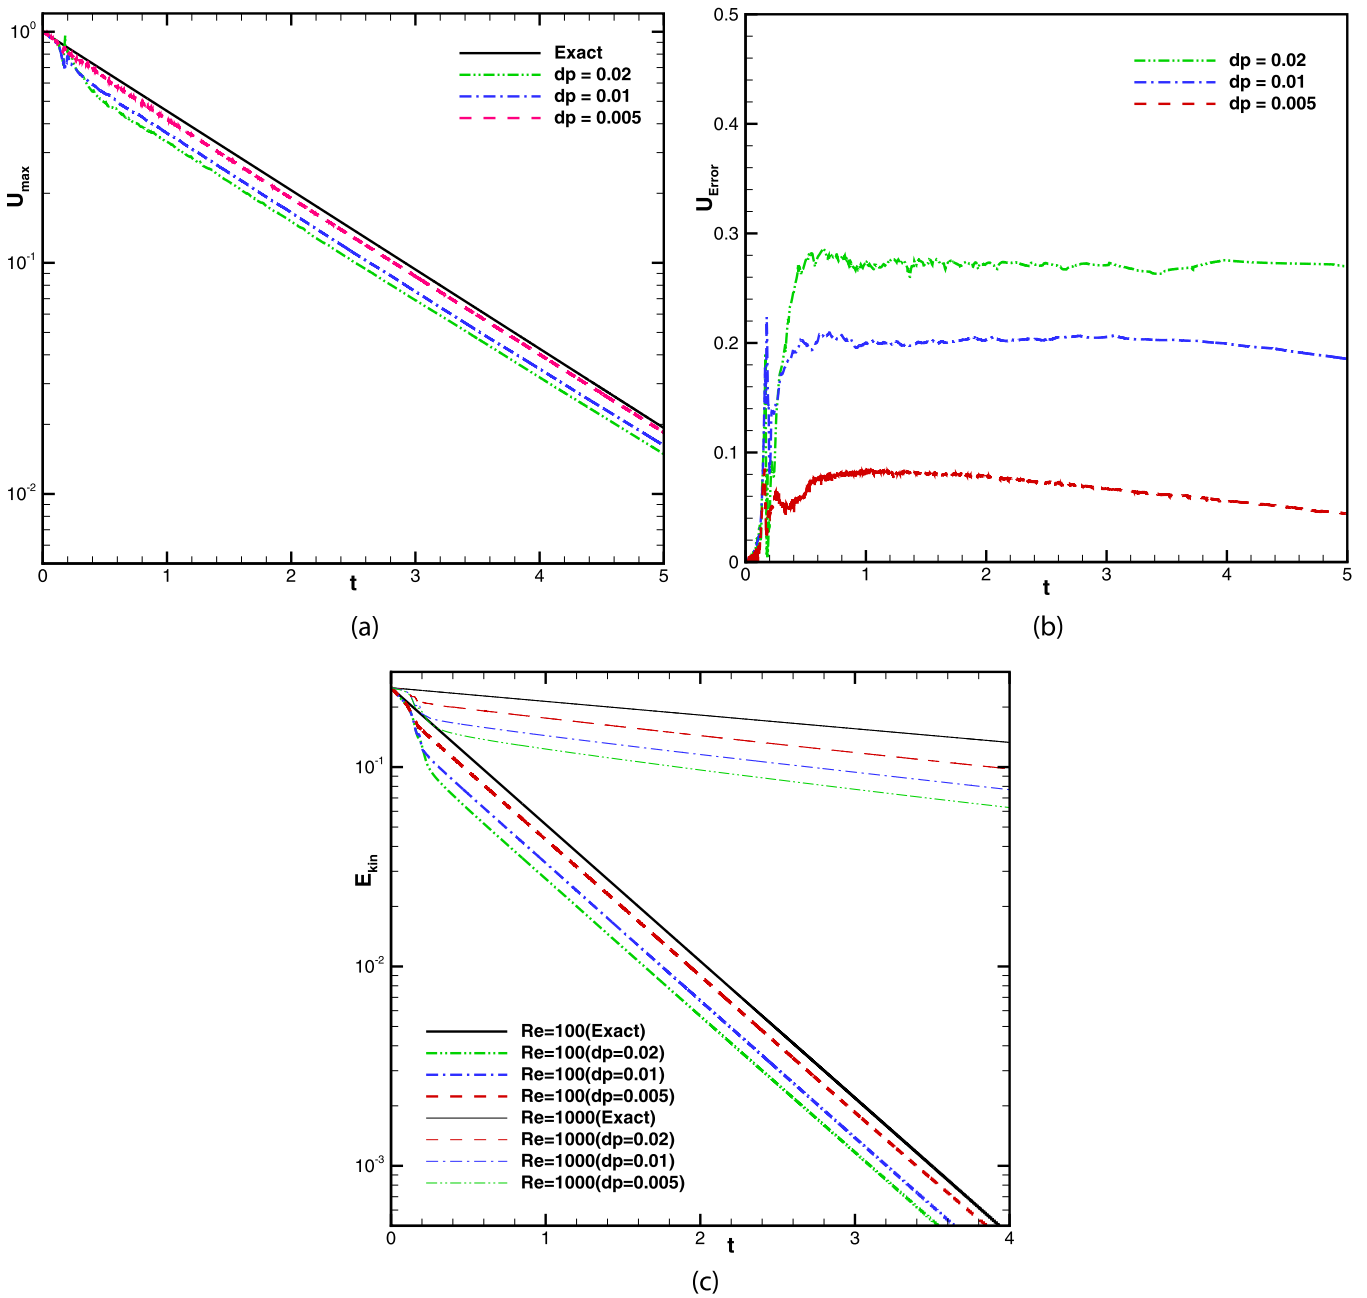 10⁰
10⁻¹
10⁻²
U_max
Exact
dp = 0.02
dp = 0.01
dp = 0.005
0 1 2 3 4 5
t
(a)
0.5
0.4
0.3
0.2
0.1
0
U_Error
dp = 0.02
dp = 0.01
dp = 0.005
0 1 2 3 4 5
t
(b)
10⁻¹
10⁻²
10⁻³
E_kin
Re=100(Exact)
Re=100(dp=0.02)
Re=100(dp=0.01)
Re=100(dp=0.005)
Re=1000(Exact)
Re=1000(dp=0.02)
Re=1000(dp=0.01)
Re=1000(dp=0.005)
0 1 2 3 4
t
(c)